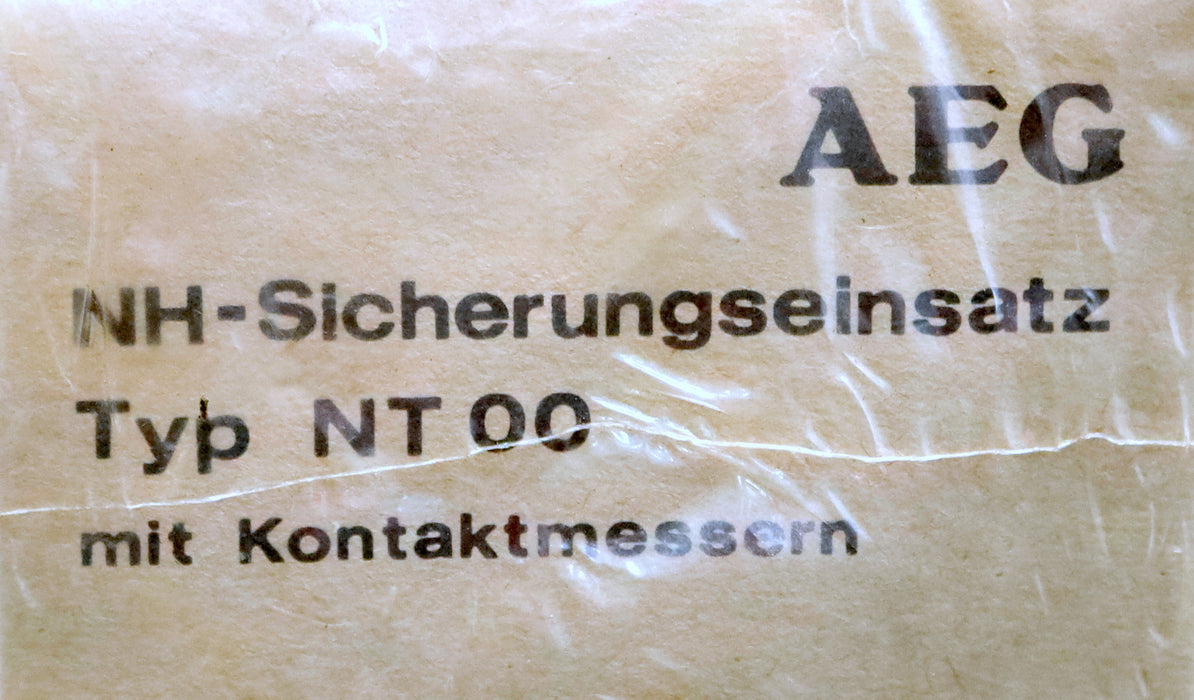 AEG
NH-Sicherungseinsatz
Typ NT 00
mit Kontaktmessern